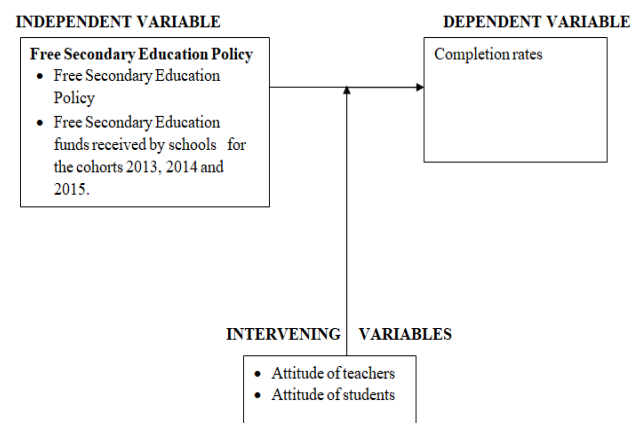 INDEPENDENT VARIABLE
DEPENDENT VARIABLE
Free Secondary Education Policy
• Free Secondary Education
Policy
• Free Secondary Education
funds received by schools for
the cohorts 2013, 2014 and
2015.
Completion rates
INTERVENING VARIABLES
• Attitude of teachers
• Attitude of students